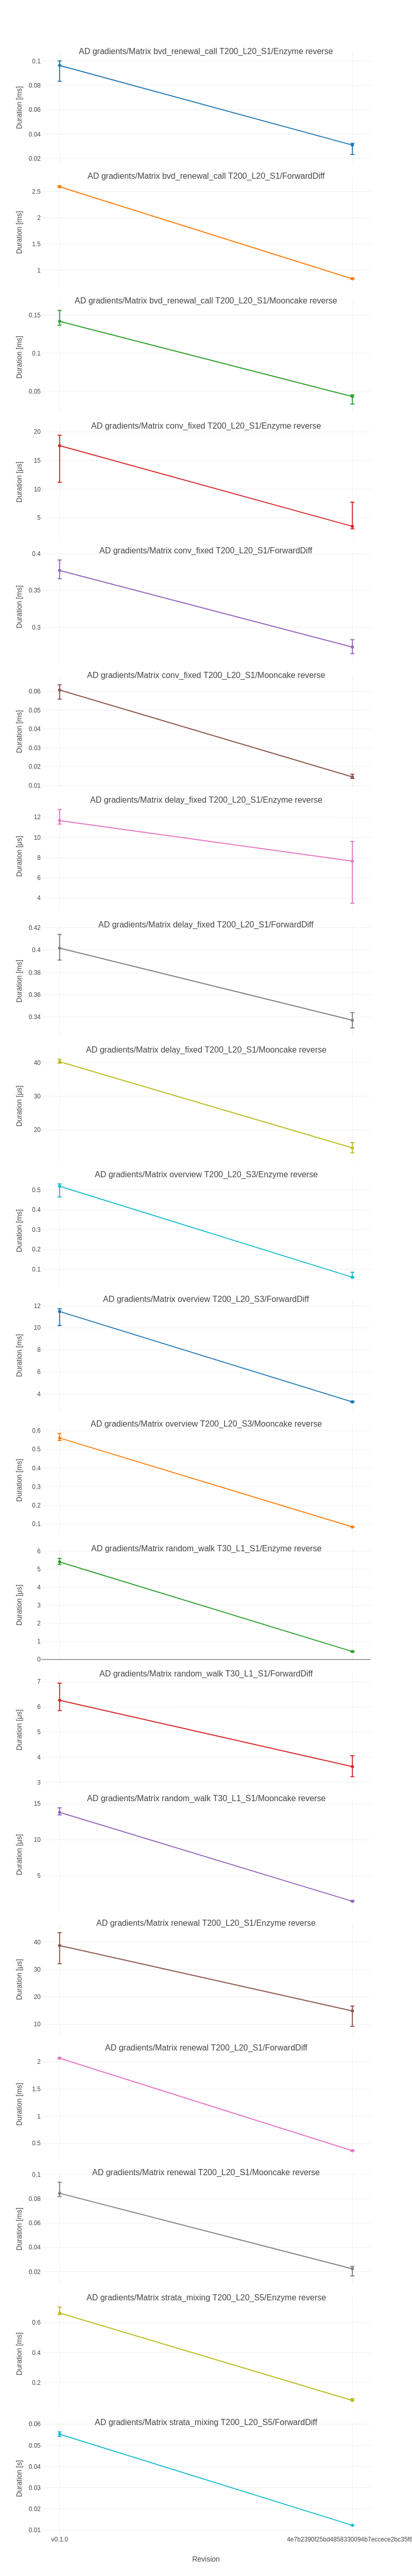 AD gradients/Matrix bvd_renewal_call T200_L20_S1/Enzyme reverse
Duration [ms]
0.1
0.08
0.06
0.04
0.02
AD gradients/Matrix bvd_renewal_call T200_L20_S1/ForwardDiff
Duration [ms]
2.5
2
1.5
1
AD gradients/Matrix bvd_renewal_call T200_L20_S1/Mooncake reverse
Duration [ms]
0.15
0.1
0.05
AD gradients/Matrix conv_fixed T200_L20_S1/Enzyme reverse
Duration [μs]
20
15
10
5
AD gradients/Matrix conv_fixed T200_L20_S1/ForwardDiff
Duration [ms]
0.4
0.35
0.3
AD gradients/Matrix conv_fixed T200_L20_S1/Mooncake reverse
Duration [ms]
0.06
0.05
0.04
0.03
0.02
0.01
AD gradients/Matrix delay_fixed T200_L20_S1/Enzyme reverse
Duration [μs]
12
10
8
6
4
AD gradients/Matrix delay_fixed T200_L20_S1/ForwardDiff
Duration [ms]
0.42
0.4
0.38
0.36
0.34
AD gradients/Matrix delay_fixed T200_L20_S1/Mooncake reverse
Duration [μs]
40
30
20
AD gradients/Matrix overview T200_L20_S3/Enzyme reverse
Duration [ms]
0.5
0.4
0.3
0.2
0.1
AD gradients/Matrix overview T200_L20_S3/ForwardDiff
Duration [ms]
12
10
8
6
4
AD gradients/Matrix overview T200_L20_S3/Mooncake reverse
Duration [ms]
0.6
0.5
0.4
0.3
0.2
0.1
AD gradients/Matrix random_walk T30_L1_S1/Enzyme reverse
Duration [μs]
6
5
4
3
2
1
0
AD gradients/Matrix random_walk T30_L1_S1/ForwardDiff
Duration [μs]
7
6
5
4
3
AD gradients/Matrix random_walk T30_L1_S1/Mooncake reverse
Duration [μs]
15
10
5
AD gradients/Matrix renewal T200_L20_S1/Enzyme reverse
Duration [μs]
40
30
20
10
AD gradients/Matrix renewal T200_L20_S1/ForwardDiff
Duration [ms]
2
1.5
1
0.5
AD gradients/Matrix renewal T200_L20_S1/Mooncake reverse
Duration [ms]
0.1
0.08
0.06
0.04
0.02
AD gradients/Matrix strata_mixing T200_L20_S5/Enzyme reverse
Duration [ms]
0.6
0.4
0.2
AD gradients/Matrix strata_mixing T200_L20_S5/ForwardDiff
Duration [s]
0.06
0.05
0.04
0.03
0.02
0.01
v0.1.0
Revision